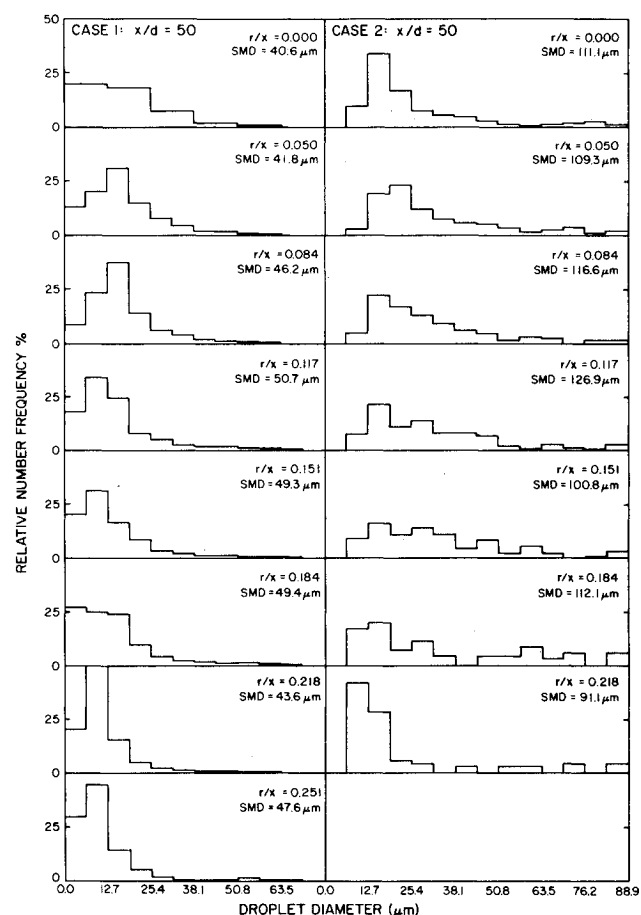 CASE 1: x/d = 50
r/x = 0.000
SMD = 40.6 μm
r/x = 0.050
SMD = 41.8 μm
r/x = 0.084
SMD = 46.2 μm
r/x = 0.117
SMD = 50.7 μm
r/x = 0.151
SMD = 49.3 μm
r/x = 0.184
SMD = 49.4 μm
r/x = 0.218
SMD = 43.6 μm
r/x = 0.251
SMD = 47.6 μm
CASE 2: x/d = 50
r/x = 0.000
SMD = 111.1 μm
r/x = 0.050
SMD = 109.3 μm
r/x = 0.084
SMD = 116.6 μm
r/x = 0.117
SMD = 126.9 μm
r/x = 0.151
SMD = 100.8 μm
r/x = 0.184
SMD = 112.1 μm
r/x = 0.218
SMD = 91.1 μm
RELATIVE NUMBER FREQUENCY %
50
25
0
25
0
25
0
25
0
25
0
25
0
25
0
25
0.0 12.7 25.4 38.1 50.8 63.5 0.0 12.7 25.4 38.1 50.8 63.5 76.2 88.9
DROPLET DIAMETER (μm)